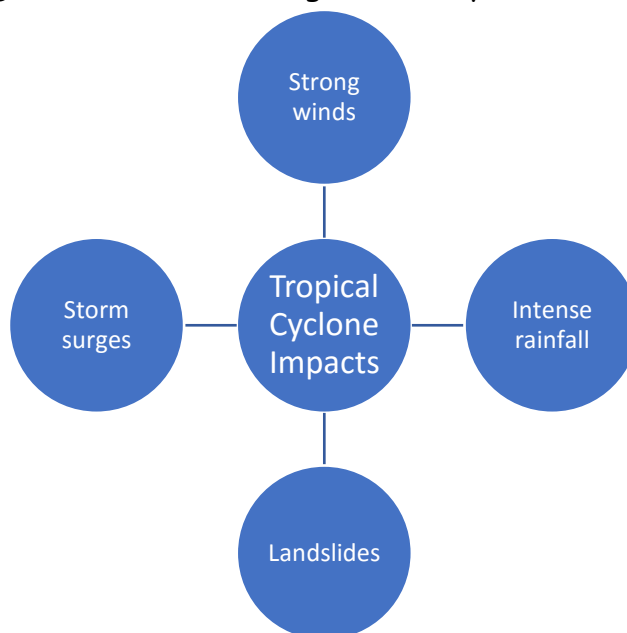 Strong
winds
Storm
surges
Tropical
Cyclone
Impacts
Intense
rainfall
Landslides